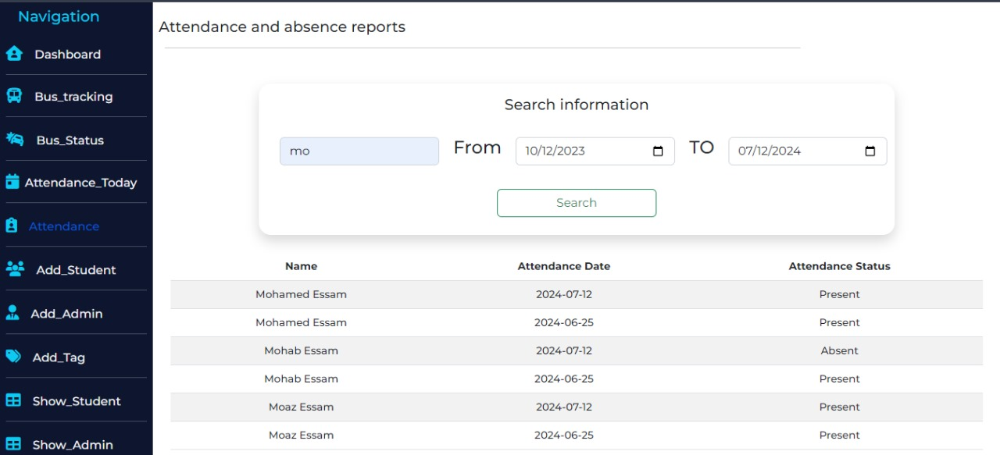 Navigation
Dashboard
Bus_tracking
Bus_Status
Attendance_Today
Attendance
Add_Student
Add_Admin
Add_Tag
Show_Student
Show_Admin
Attendance and absence reports
Search information
mo From 10/12/2023 TO 07/12/2024
Search
Name Attendance Date Attendance Status
Mohamed Essam 2024-07-12 Present
Mohamed Essam 2024-06-25 Present
Mohab Essam 2024-07-12 Absent
Mohab Essam 2024-06-25 Present
Moaz Essam 2024-07-12 Present
Moaz Essam 2024-06-25 Present